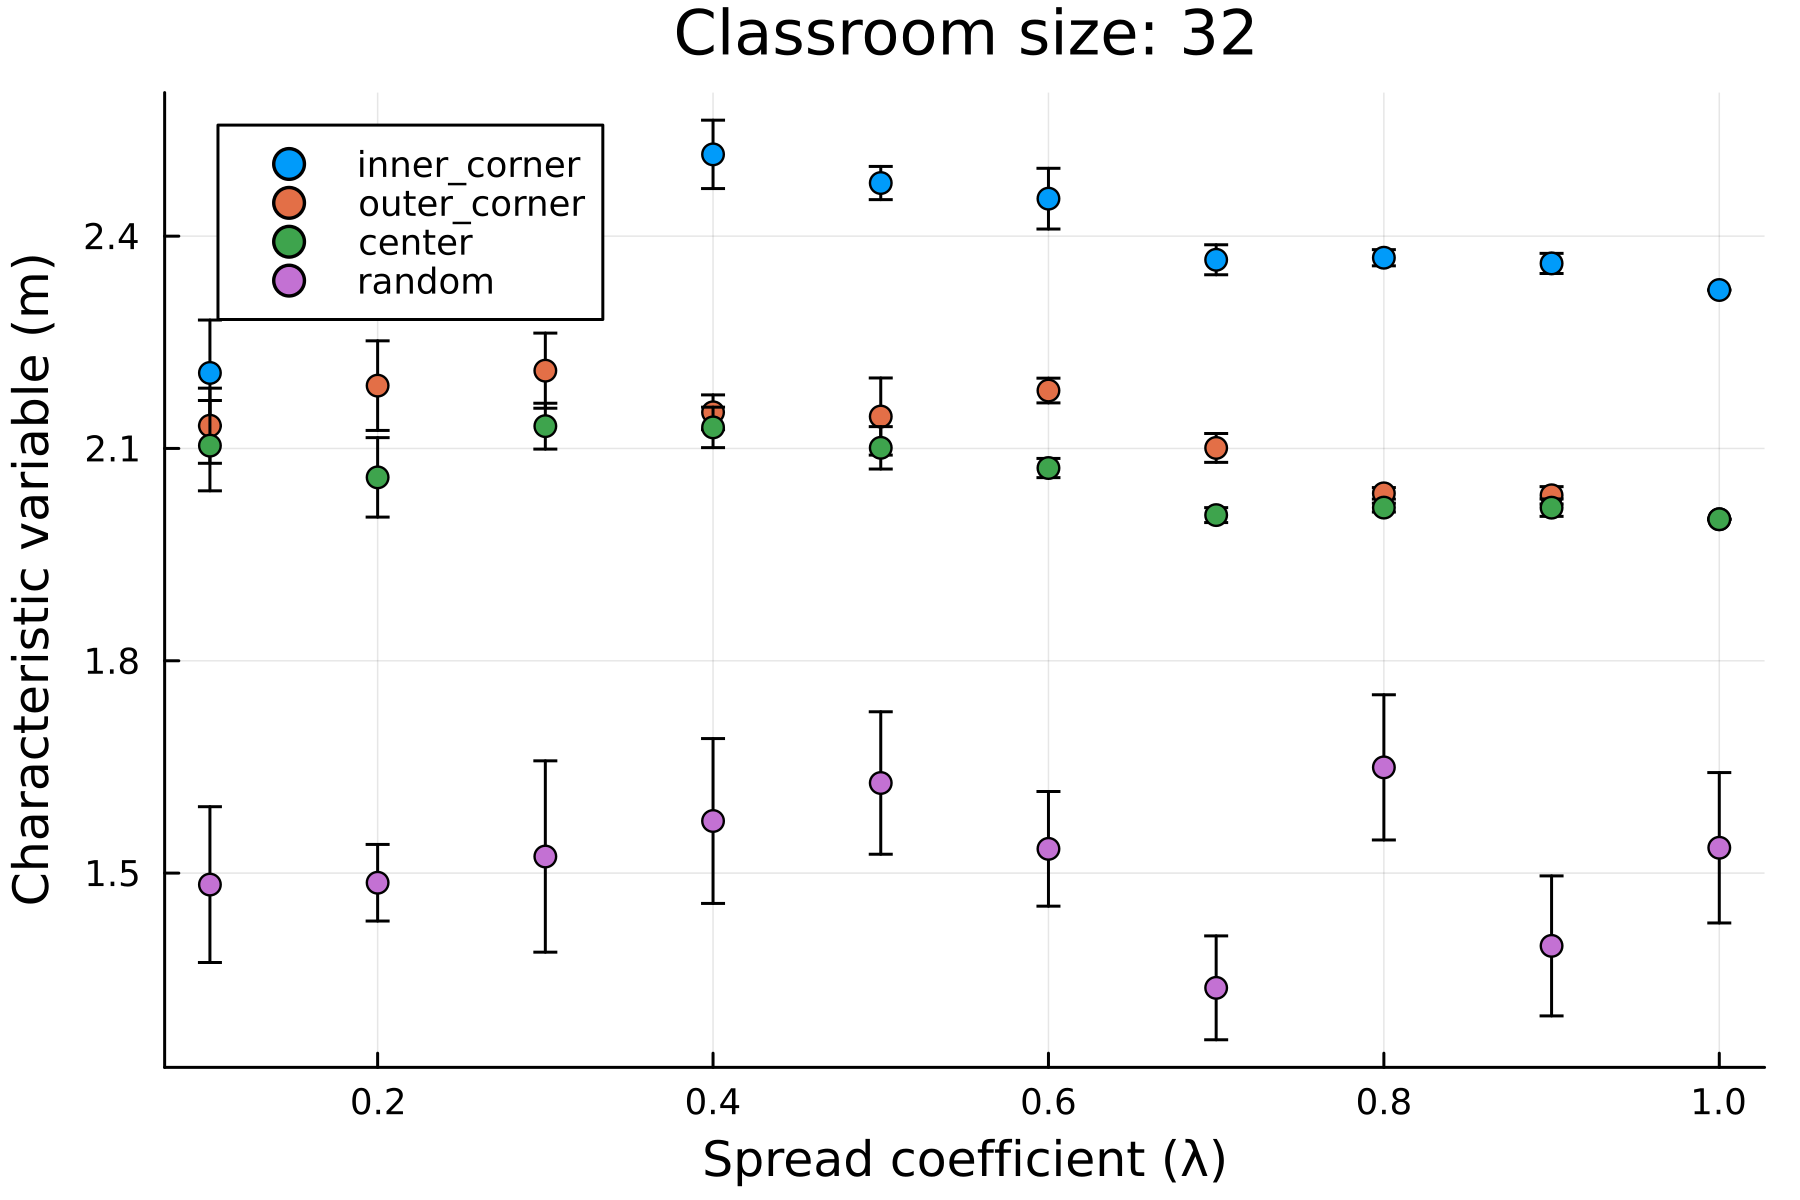 Classroom size: 32
inner_corner
outer_corner
center
random
Characteristic variable (m)
2.4
2.1
1.8
1.5
0.2 0.4 0.6 0.8 1.0
Spread coefficient (λ)